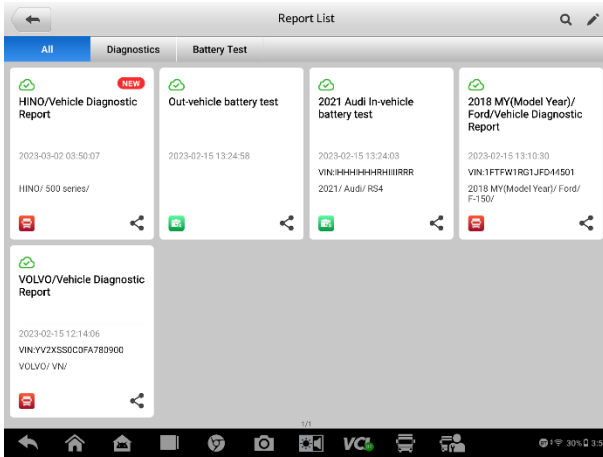 Report List
All
Diagnostics
Battery Test
NEW
HINO/Vehicle Diagnostic
Report
2023-03-02 03:50:07
HINO/ 500 series/
Out-vehicle battery test
2023-02-15 13:24:58
2021 Audi In-vehicle
battery test
2023-02-15 13:24:03
VIN:IHHHIHHHRHIIIIRRR
2021/ Audi/ RS4
2018 MY(Model Year)/
Ford/Vehicle Diagnostic
Report
2023-02-15 13:10:30
VIN:1FTFW1RG1JFD44501
2018 MY(Model Year)/ Ford/
F-150/
VOLVO/Vehicle Diagnostic
Report
2023-02-15 12:14:06
VIN:YV2XSS0C0FA780900
VOLVO/ VN/
1/1
VCI
30% 3:5